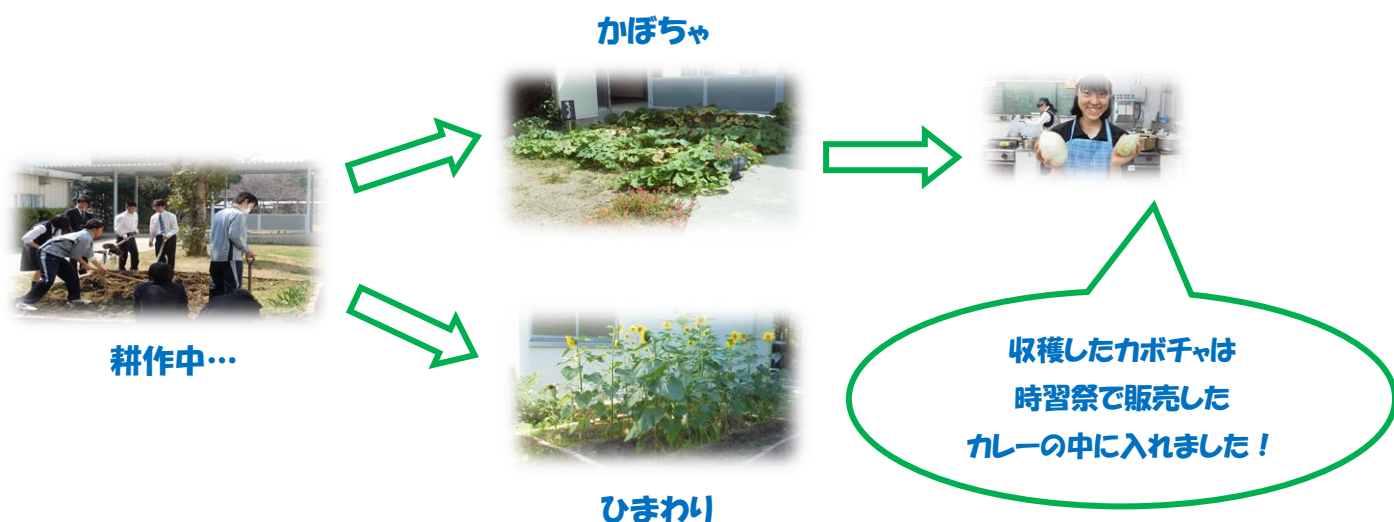 かぼちゃ
耕作中…
ひまわり
収穫したカボチャは
時習祭で販売した
カレーの中に入れました！